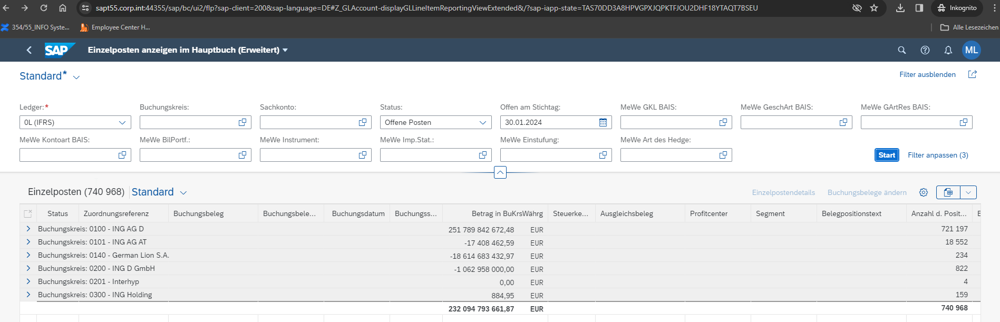 sapt55.corp.int:44355/sap/bc/ui2/flp?sap-client=200&sap-language=DE#Z_GLAccount-displayGLLineItemReportingViewExtended&/?sap-iapp-state=TAS70DD3A8HPVGPXJQPKTFJOU2DHF18YTAQT7BSEU Inkognito
354/55_INFO Syste... Employee Center H... Alle Lesezeichen
SAP Einzelposten anzeigen im Hauptbuch (Erweitert) ML
Standard* Filter ausblenden
Ledger:* Buchungskreis: Sachkonto: Status: Offen am Stichtag: MeWe GKL BAIS: MeWe GeschArt BAIS: MeWe GArtRes BAIS:
0L (IFRS) Offene Posten 30.01.2024
MeWe Kontoart BAIS: MeWe BilPortf.: MeWe Instrument: MeWe Imp.Stat.: MeWe Einstufung: MeWe Art des Hedge:
Start Filter anpassen (3)
Einzelposten (740 968) Standard Einzelpostendetails Buchungsbelege ändern
Status Zuordnungsreferenz Buchungsbeleg Buchungsbele... Buchungsdatum Buchungss... Betrag in BuKrsWährg Steuerke... Ausgleichsbeleg Profitcenter Segment Belegpositionstext Anzahl d. Posit...
Buchungskreis: 0100 - ING AG D 251 789 842 672,48 EUR 721 197
Buchungskreis: 0101 - ING AG AT -17 408 462,59 EUR 18 552
Buchungskreis: 0140 - German Lion S.A. -18 614 683 432,97 EUR 234
Buchungskreis: 0200 - ING D GmbH -1 062 958 000,00 EUR 822
Buchungskreis: 0201 - Interhyp 0,00 EUR 4
Buchungskreis: 0300 - ING Holding 884,95 EUR 159
232 094 793 661,87 EUR 740 968